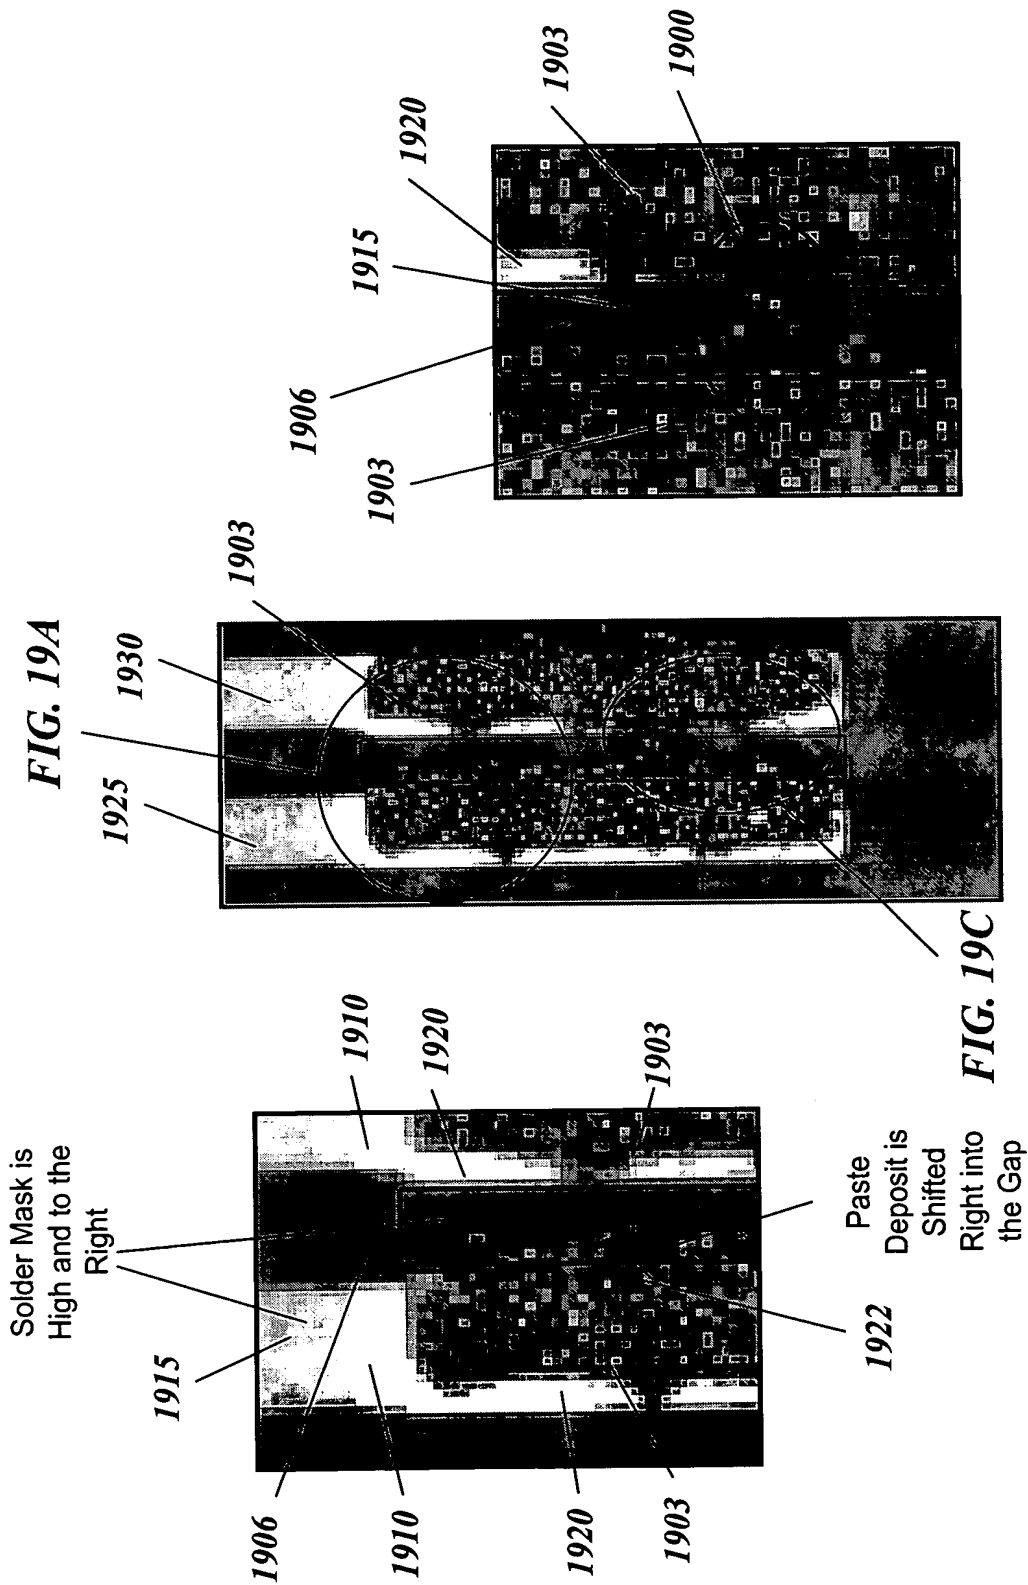 1903
1900
1920
1915
1906
1903
FIG. 19A
1903
1930
1925
FIG. 19C
Solder Mask is
High and to the
Right
1910
1920
1903
1915
1906
1910
1920
1903
1922
Paste
Deposit is
Shifted
Right into
the Gap